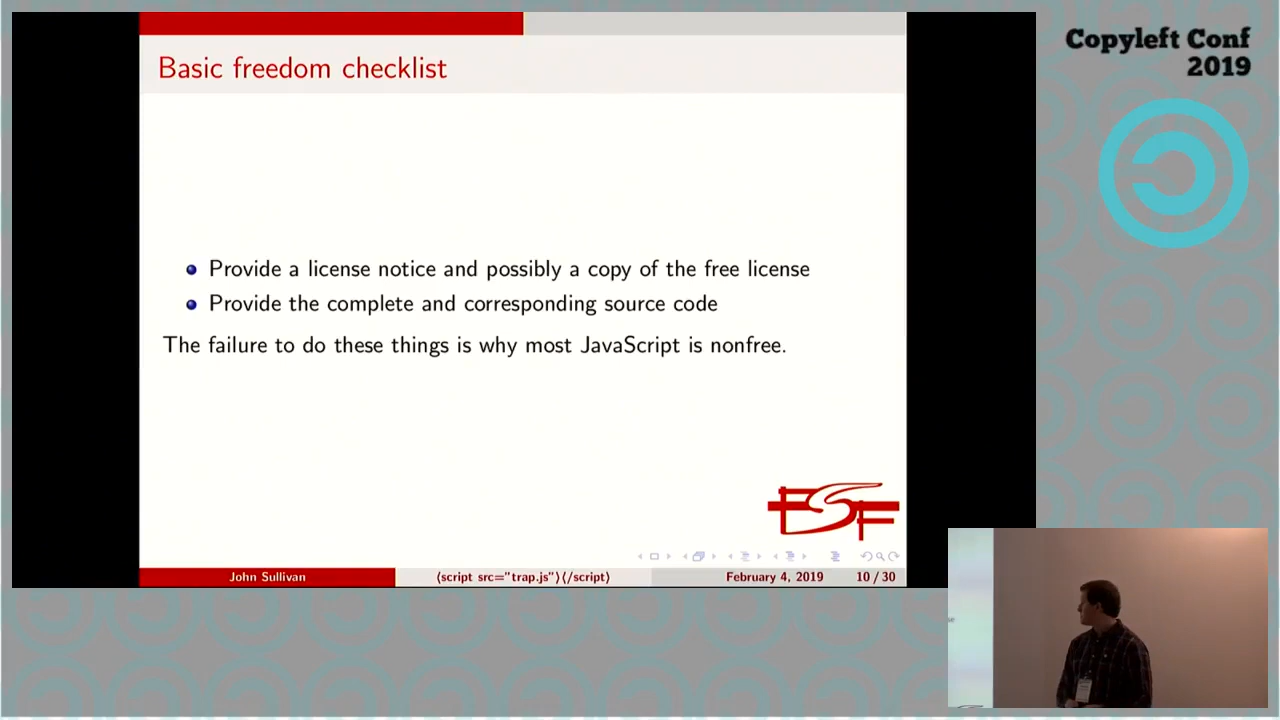 Copyleft Conf
2019
Basic freedom checklist
Provide a license notice and possibly a copy of the free license
Provide the complete and corresponding source code
The failure to do these things is why most JavaScript is nonfree.
FSF
John Sullivan
⟨script src="trap.js"⟩⟨/script⟩
February 4, 2019
10 / 30